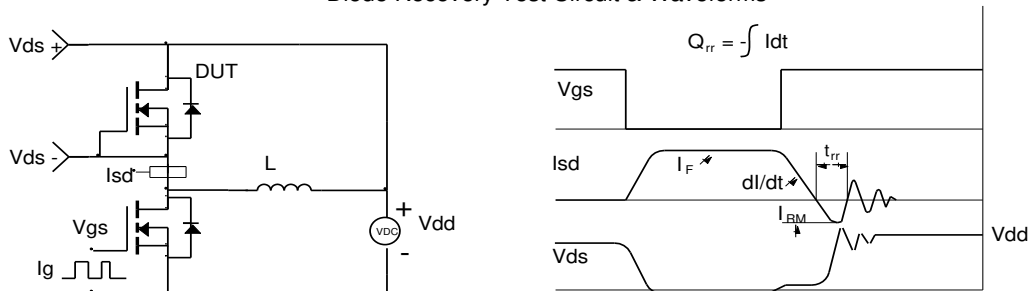 Diode Recovery Test Circuit & Waveforms
Vds +
DUT
Vds -
Isd
L
Vgs
Ig
VDC
+
Vdd
-
Qrr = -∫ Idt
Vgs
Isd
IF
dI/dt
trr
IRM
Vds
Vdd